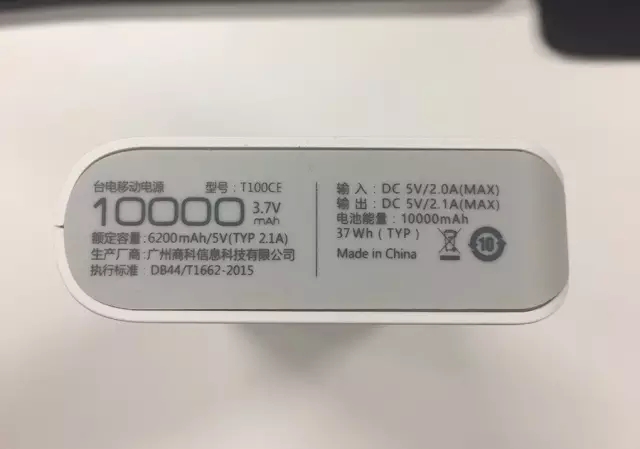 台电移动电源 型号：T100CE
10000 3.7V mAh
额定容量：6200mAh/5V(TYP 2.1A)
生产厂商：广州商科信息科技有限公司
执行标准：DB44/T1662-2015
输 入：DC 5V/2.0A(MAX)
输 出：DC 5V/2.1A(MAX)
电池能量：10000mAh
37Wh（TYP）
Made in China
10